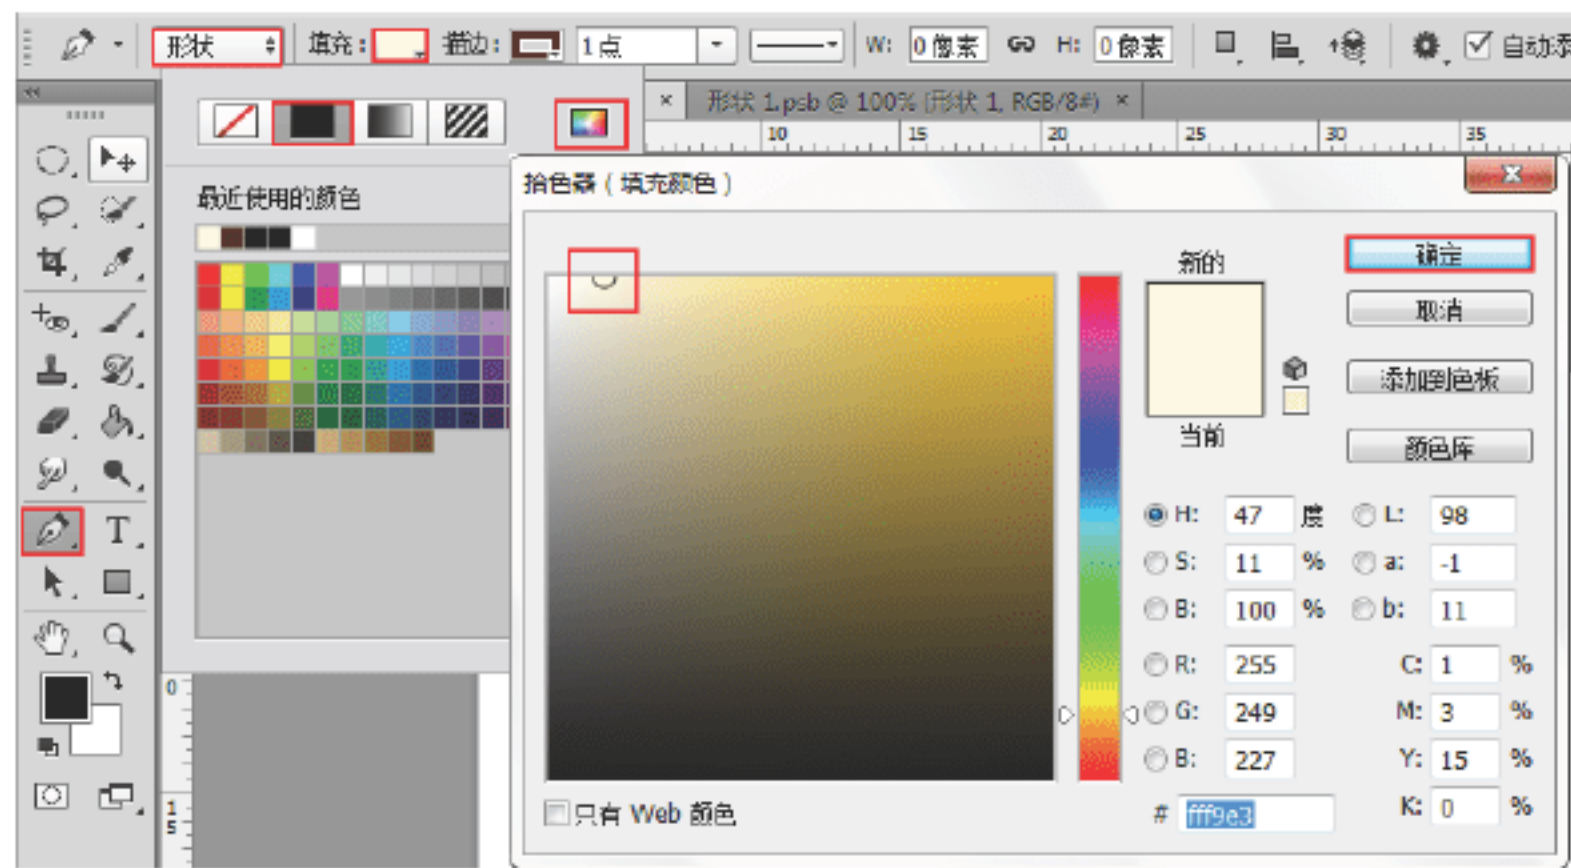 形状 填充: 描边: 1点 W: 0像素 H: 0像素 自动添
× 形状 1.psb @ 100% (形状 1, RGB/8#) ×
10 15 20 25 30 35
最近使用的颜色
拾色器（填充颜色）
新的
当前
确定
取消
添加到色板
颜色库
H: 47 度 L: 98
S: 11 % a: -1
B: 100 % b: 11
R: 255 C: 1 %
G: 249 M: 3 %
B: 227 Y: 15 %
# fff9e3 K: 0 %
只有 Web 颜色
T
0
1
5